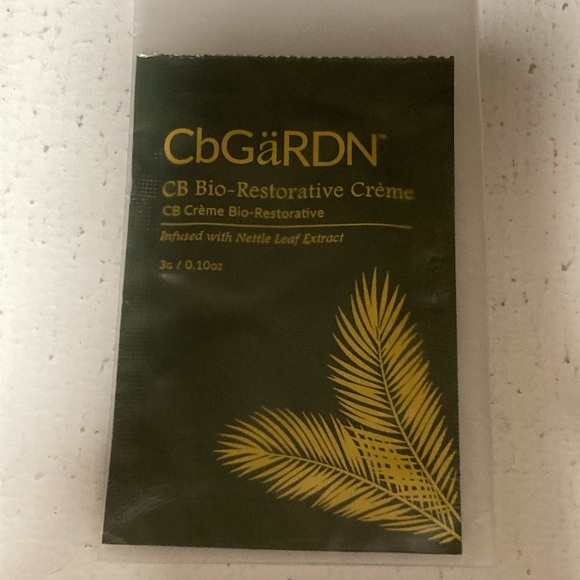 CbGäRDN™
CB Bio-Restorative Crème
CB Crème Bio-Restorative
Infused with Nettle Leaf Extract
3G / 0.10oz